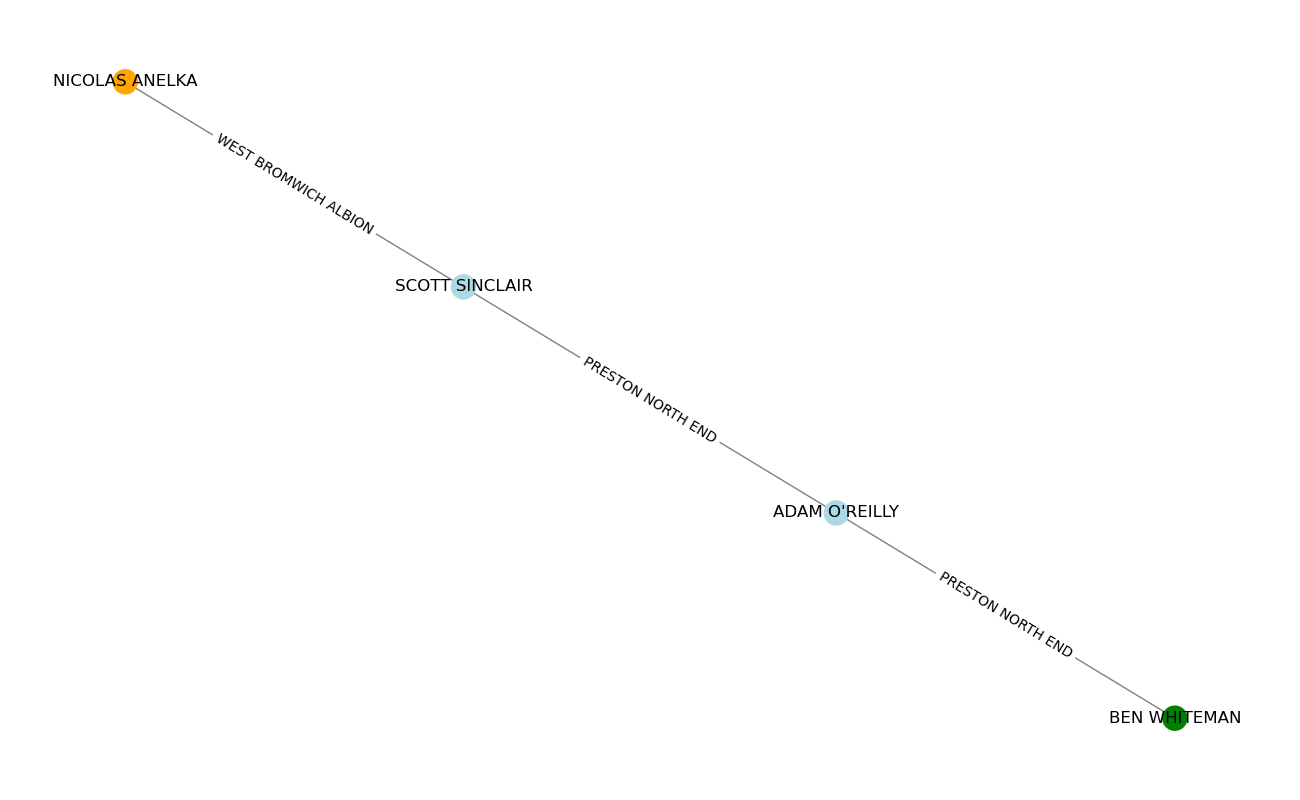 NICOLAS ANELKA
WEST BROMWICH ALBION
SCOTT SINCLAIR
PRESTON NORTH END
ADAM O'REILLY
PRESTON NORTH END
BEN WHITEMAN